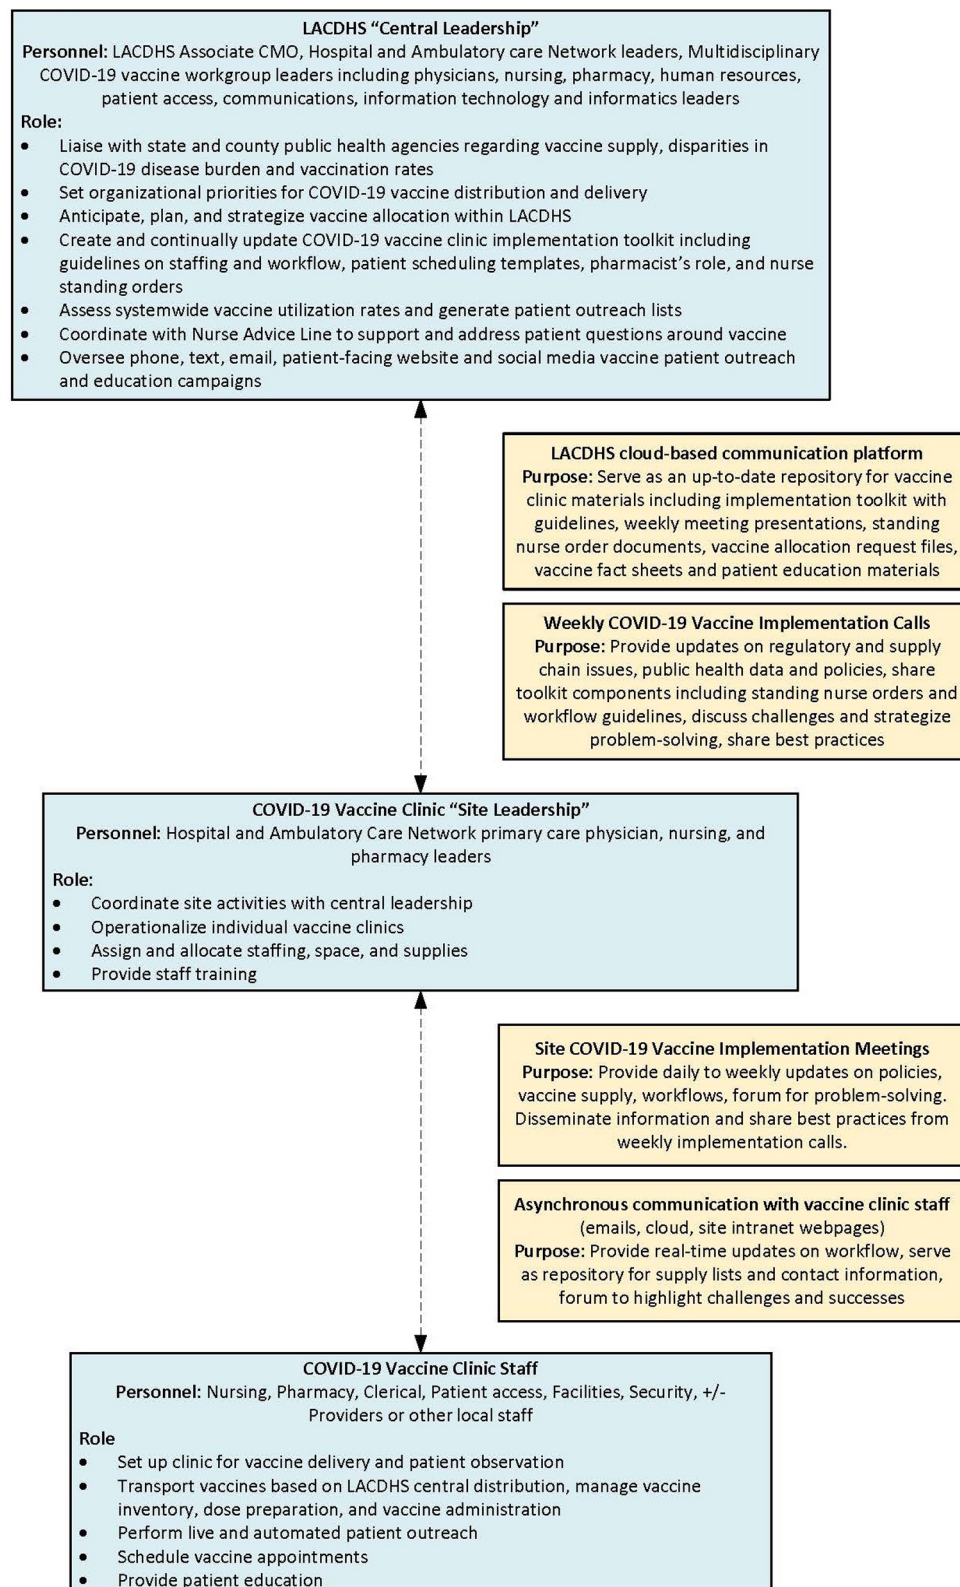 LACDHS “Central Leadership”
Personnel: LACDHS Associate CMO, Hospital and Ambulatory care Network leaders, Multidisciplinary
COVID-19 vaccine workgroup leaders including physicians, nursing, pharmacy, human resources,
patient access, communications, information technology and informatics leaders
Role:
• Liaise with state and county public health agencies regarding vaccine supply, disparities in
COVID-19 disease burden and vaccination rates
• Set organizational priorities for COVID-19 vaccine distribution and delivery
• Anticipate, plan, and strategize vaccine allocation within LACDHS
• Create and continually update COVID-19 vaccine clinic implementation toolkit including
guidelines on staffing and workflow, patient scheduling templates, pharmacist’s role, and nurse
standing orders
• Assess systemwide vaccine utilization rates and generate patient outreach lists
• Coordinate with Nurse Advice Line to support and address patient questions around vaccine
• Oversee phone, text, email, patient-facing website and social media vaccine patient outreach
and education campaigns
LACDHS cloud-based communication platform
Purpose: Serve as an up-to-date repository for vaccine
clinic materials including implementation toolkit with
guidelines, weekly meeting presentations, standing
nurse order documents, vaccine allocation request files,
vaccine fact sheets and patient education materials
Weekly COVID-19 Vaccine Implementation Calls
Purpose: Provide updates on regulatory and supply
chain issues, public health data and policies, share
toolkit components including standing nurse orders and
workflow guidelines, discuss challenges and strategize
problem-solving, share best practices
COVID-19 Vaccine Clinic “Site Leadership”
Personnel: Hospital and Ambulatory Care Network primary care physician, nursing, and
pharmacy leaders
Role:
• Coordinate site activities with central leadership
• Operationalize individual vaccine clinics
• Assign and allocate staffing, space, and supplies
• Provide staff training
Site COVID-19 Vaccine Implementation Meetings
Purpose: Provide daily to weekly updates on policies,
vaccine supply, workflows, forum for problem-solving.
Disseminate information and share best practices from
weekly implementation calls.
Asynchronous communication with vaccine clinic staff
(emails, cloud, site intranet webpages)
Purpose: Provide real-time updates on workflow, serve
as repository for supply lists and contact information,
forum to highlight challenges and successes
COVID-19 Vaccine Clinic Staff
Personnel: Nursing, Pharmacy, Clerical, Patient access, Facilities, Security, +/-
Providers or other local staff
Role
• Set up clinic for vaccine delivery and patient observation
• Transport vaccines based on LACDHS central distribution, manage vaccine
inventory, dose preparation, and vaccine administration
• Perform live and automated patient outreach
• Schedule vaccine appointments
• Provide patient education